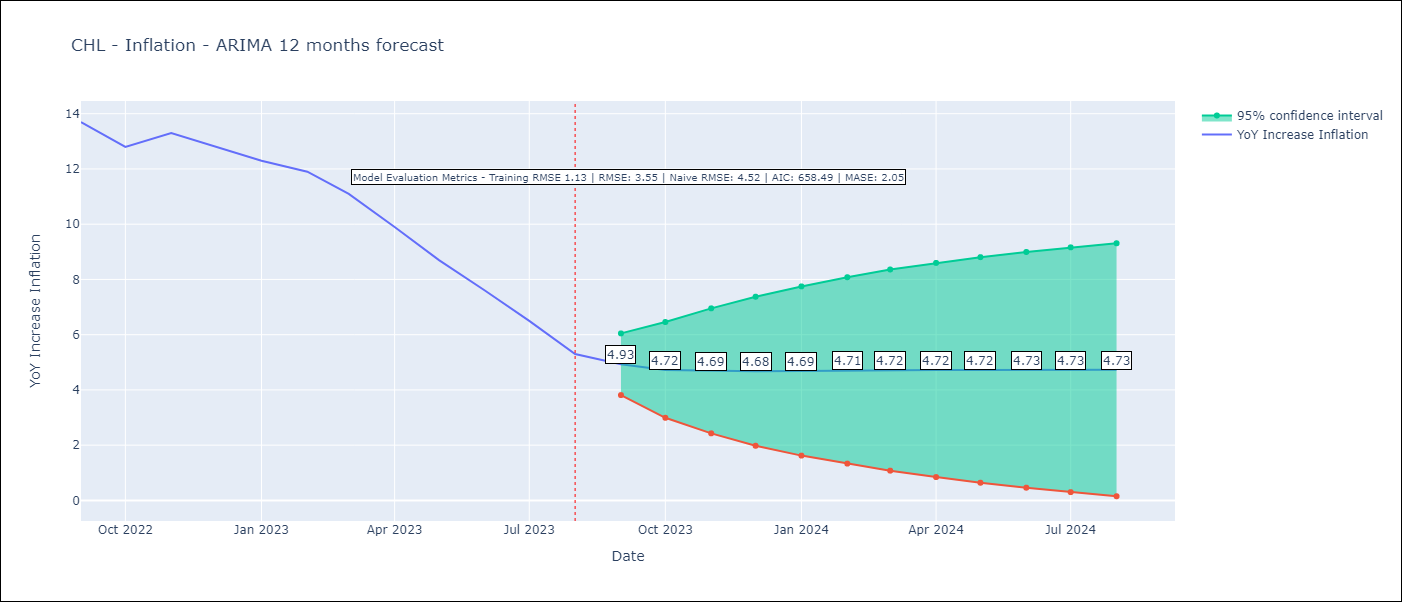 CHL - Inflation - ARIMA 12 months forecast
14
12
10
8
6
4
2
0
YoY Increase Inflation
Model Evaluation Metrics - Training RMSE 1.13 | RMSE: 3.55 | Naive RMSE: 4.52 | AIC: 658.49 | MASE: 2.05
4.93
4.72
4.69
4.68
4.69
4.71
4.72
4.72
4.72
4.73
4.73
4.73
Oct 2022
Jan 2023
Apr 2023
Jul 2023
Oct 2023
Jan 2024
Apr 2024
Jul 2024
Date
95% confidence interval
YoY Increase Inflation